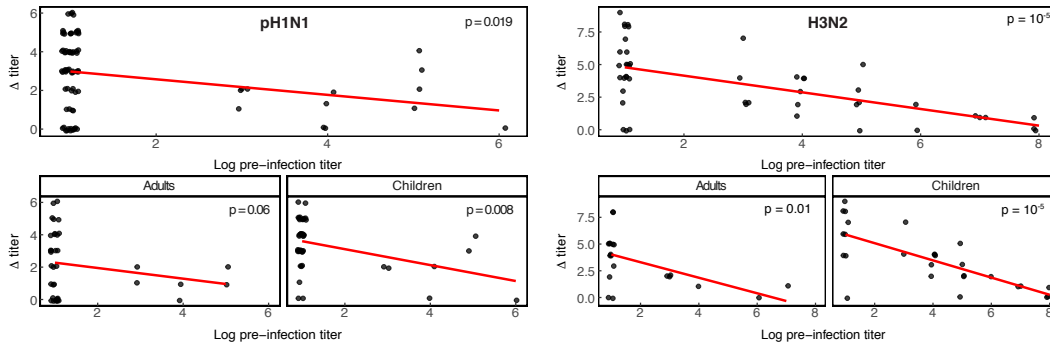 pH1N1
p = 0.019
6
4
2
0
Δ titer
2
4
6
Log pre-infection titer
H3N2
p = 10⁻⁵
7.5
5.0
2.5
0.0
Δ titer
2
4
6
8
Log pre-infection titer
Adults
Children
p = 0.06
p = 0.008
6
4
2
0
Δ titer
2
4
6
2
4
6
Log pre-infection titer
Adults
Children
p = 0.01
p = 10⁻⁵
7.5
5.0
2.5
0.0
Δ titer
2
4
6
8
2
4
6
8
Log pre-infection titer